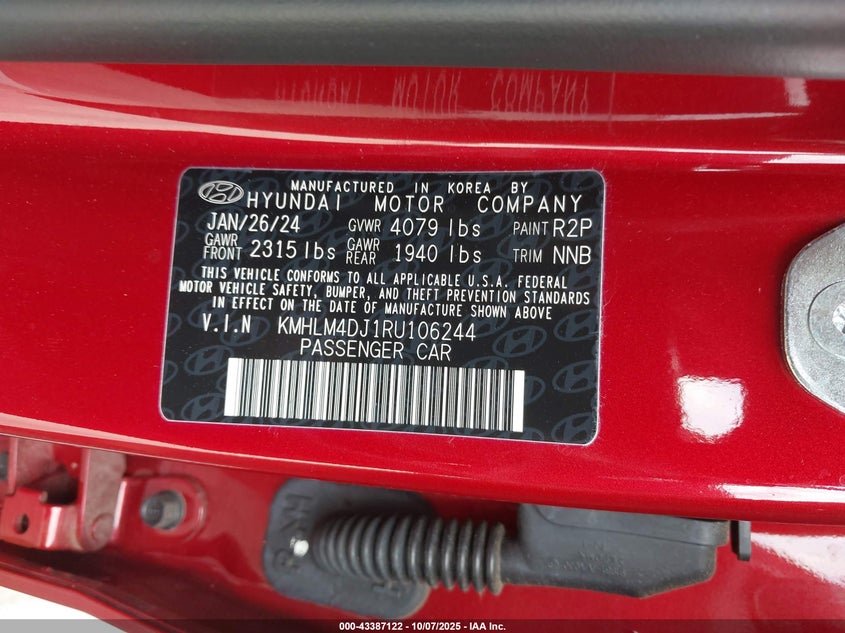 MANUFACTURED IN KOREA BY
HYUNDAI MOTOR COMPANY
JAN/26/24 GVWR 4079 lbs PAINT R2P
GAWR FRONT 2315 lbs GAWR REAR 1940 lbs TRIM NNB
THIS VEHICLE CONFORMS TO ALL APPLICABLE U.S.A. FEDERAL
MOTOR VEHICLE SAFETY, BUMPER, AND THEFT PREVENTION STANDARDS
IN EFFECT ON THE DATE OF MANUFACTURE SHOWN ABOVE
V.I.N KMHLM4DJ1RU106244
PASSENGER CAR
000-43387122 - 10/07/2025 - IAA Inc.